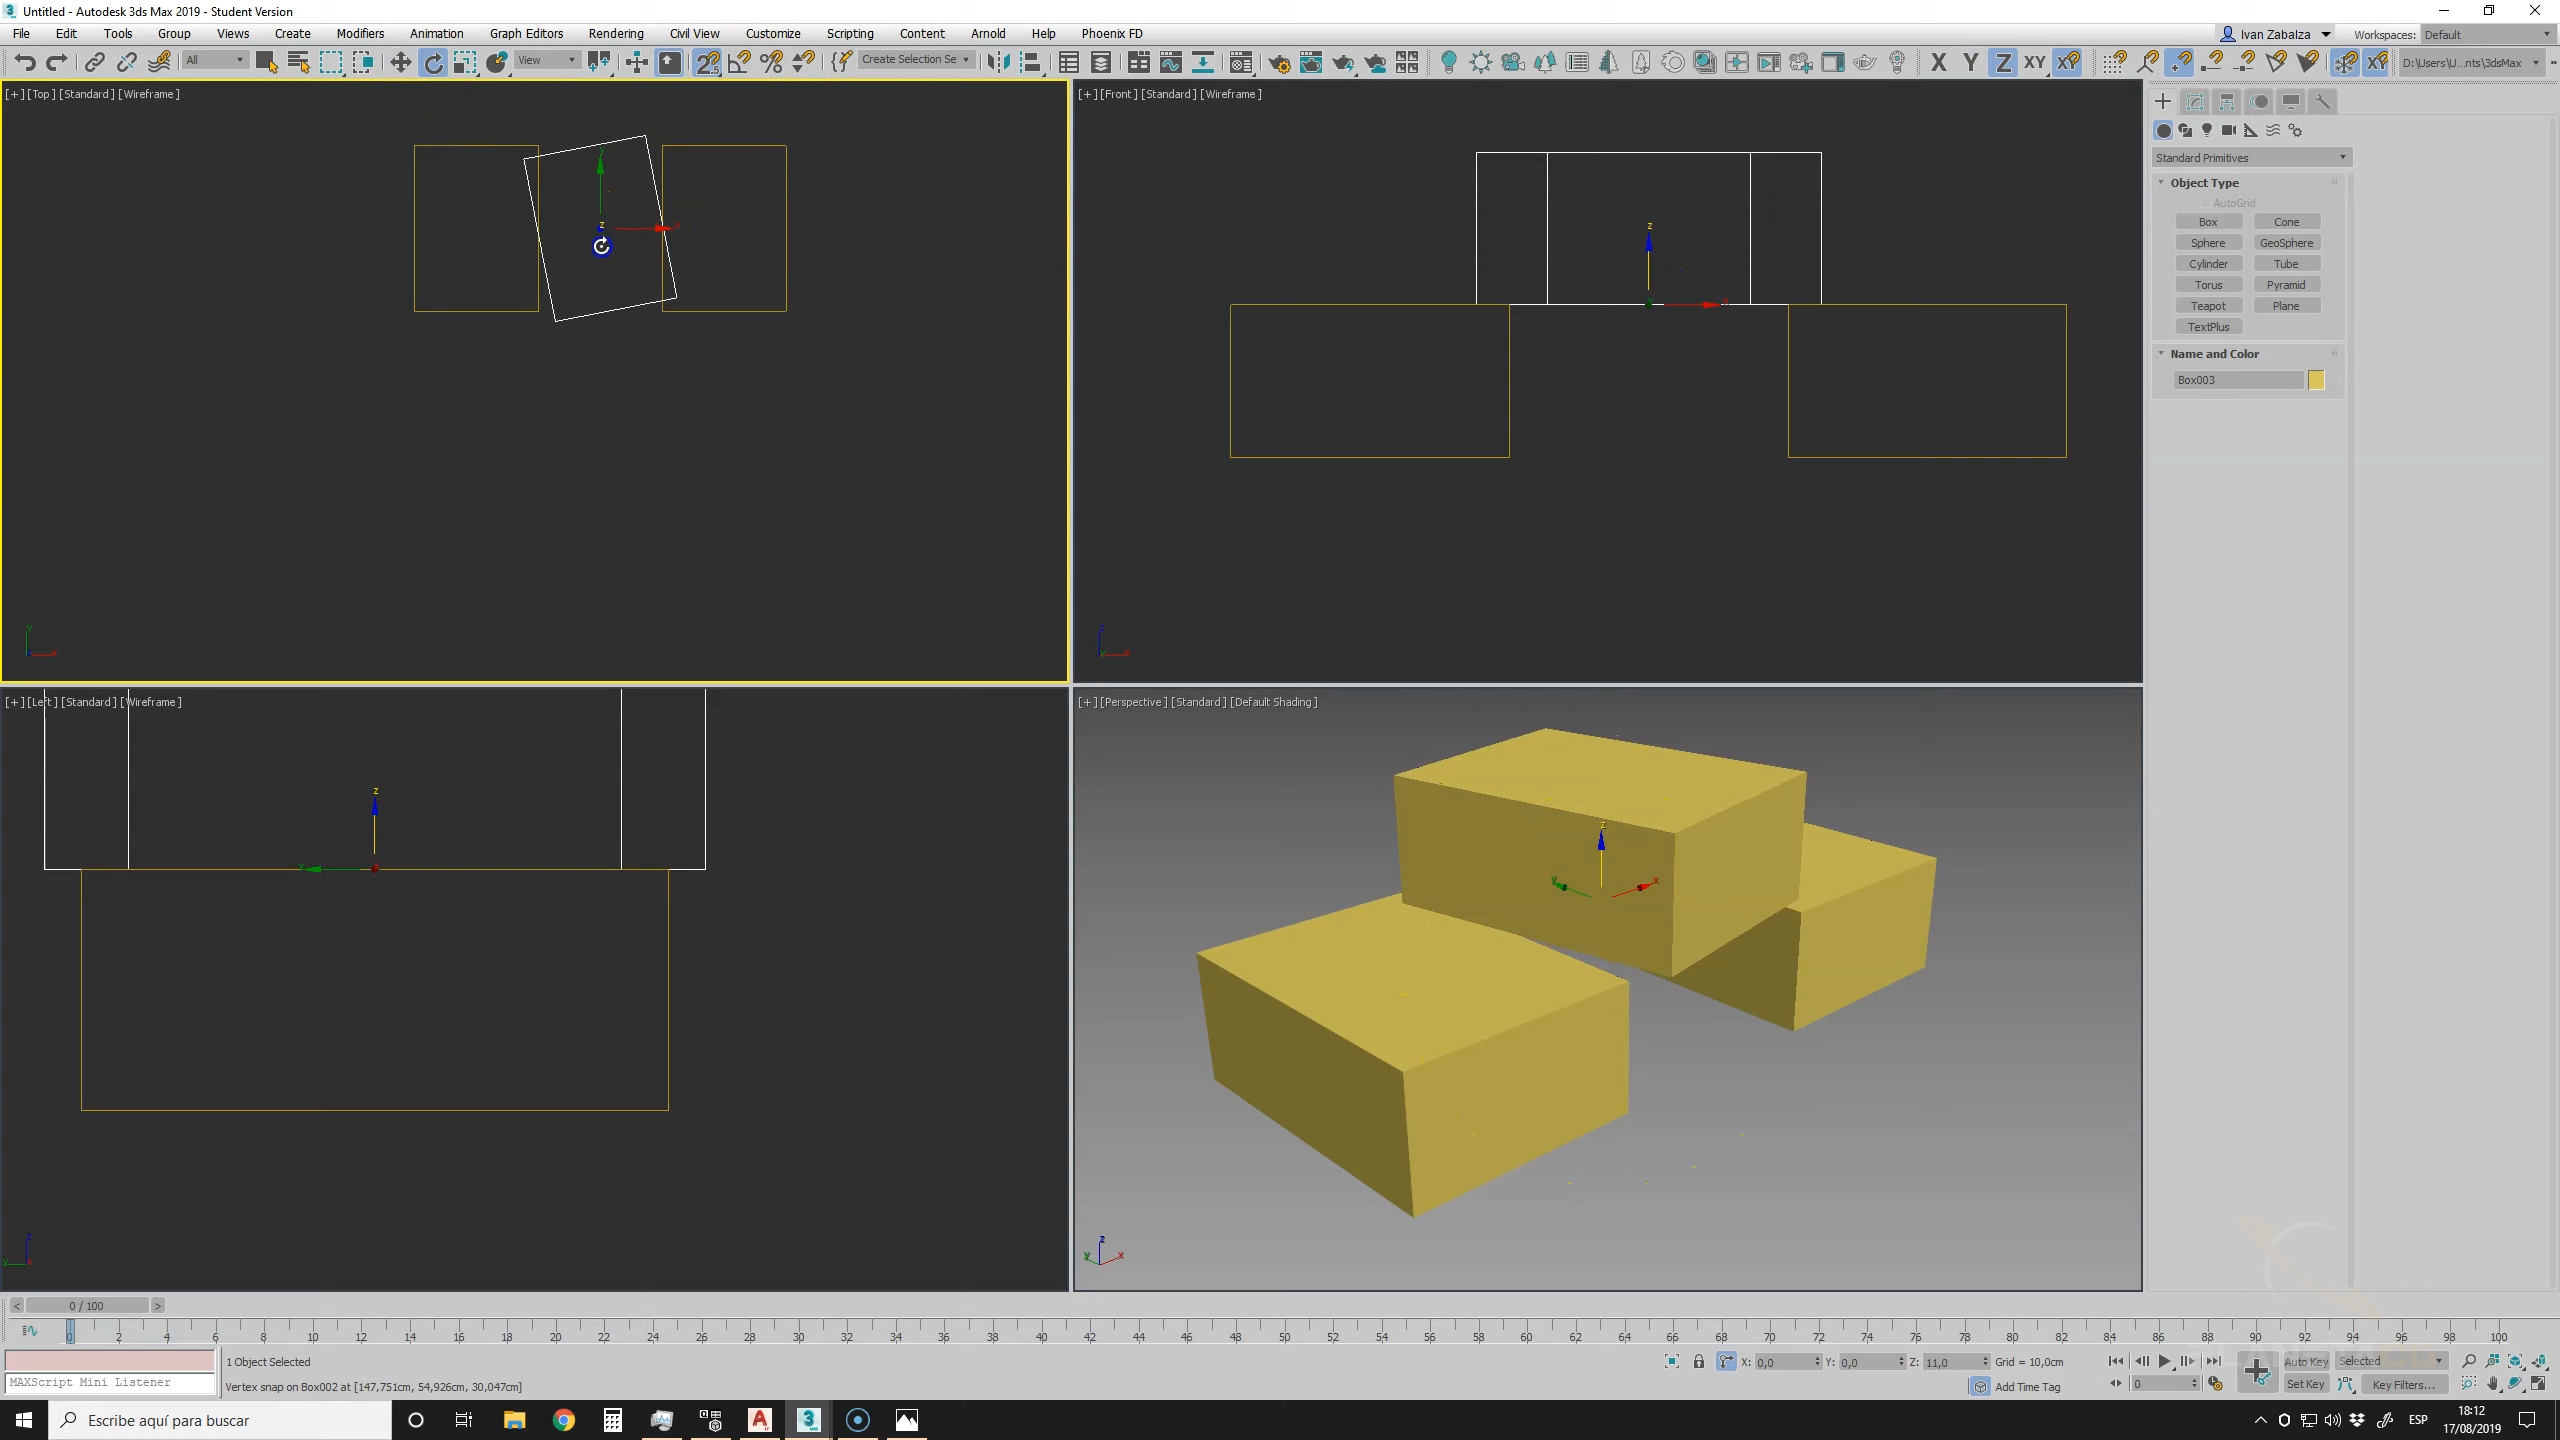 Untitled - Autodesk 3ds Max 2019 - Student Version
File Edit Tools Group Views Create Modifiers Animation Graph Editors Rendering Civil View Customize Scripting Content Arnold Help Phoenix FD
Ivan Zabalza Workspaces: Default
All View Create Selection Se X Y Z XY XY XY D:\Users\U...nts\3dsMax
[+] [Top] [Standard] [Wireframe]
[+] [Front] [Standard] [Wireframe]
Standard Primitives
Object Type
AutoGrid
Box Cone
Sphere GeoSphere
Cylinder Tube
Torus Pyramid
Teapot Plane
TextPlus
Name and Color
Box003
[+] [Left] [Standard] [Wireframe]
[+] [Perspective] [Standard] [Default Shading]
< 0 / 100 >
0 2 4 6 8 10 12 14 16 18 20 22 24 26 28 30 32 34 36 38 40 42 44 46 48 50 52 54 56 58 60 62 64 66 68 70 72 74 76 78 80 82 84 86 88 90 92 94 96 98 100
1 Object Selected
X: 0,0 Y: 0,0 Z: 11,0 Grid = 10,0cm
Auto Key Selected
MAXScript Mini Listener
Vertex snap on Box002 at [147,751cm, 54,926cm, 30,047cm]
Add Time Tag
0
Set Key Key Filters...
Escribe aquí para buscar
ESP
18:12
17/08/2019